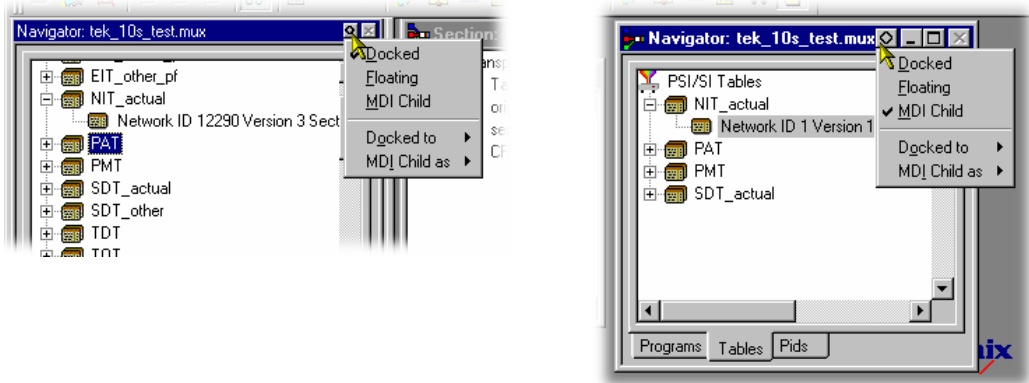 Navigator: tek_10s_test.mux
Section:
Docked
Floating
MDI Child
Docked to
MDI Child as
EIT_other_pf
NIT_actual
Network ID 12290 Version 3 Sect
PAT
PMT
SDT_actual
SDT_other
TDT
TOT
Navigator: tek_10s_test.mux
Docked
Floating
MDI Child
Docked to
MDI Child as
PSI/SI Tables
NIT_actual
Network ID 1 Version 1
PAT
PMT
SDT_actual
Programs Tables Pids